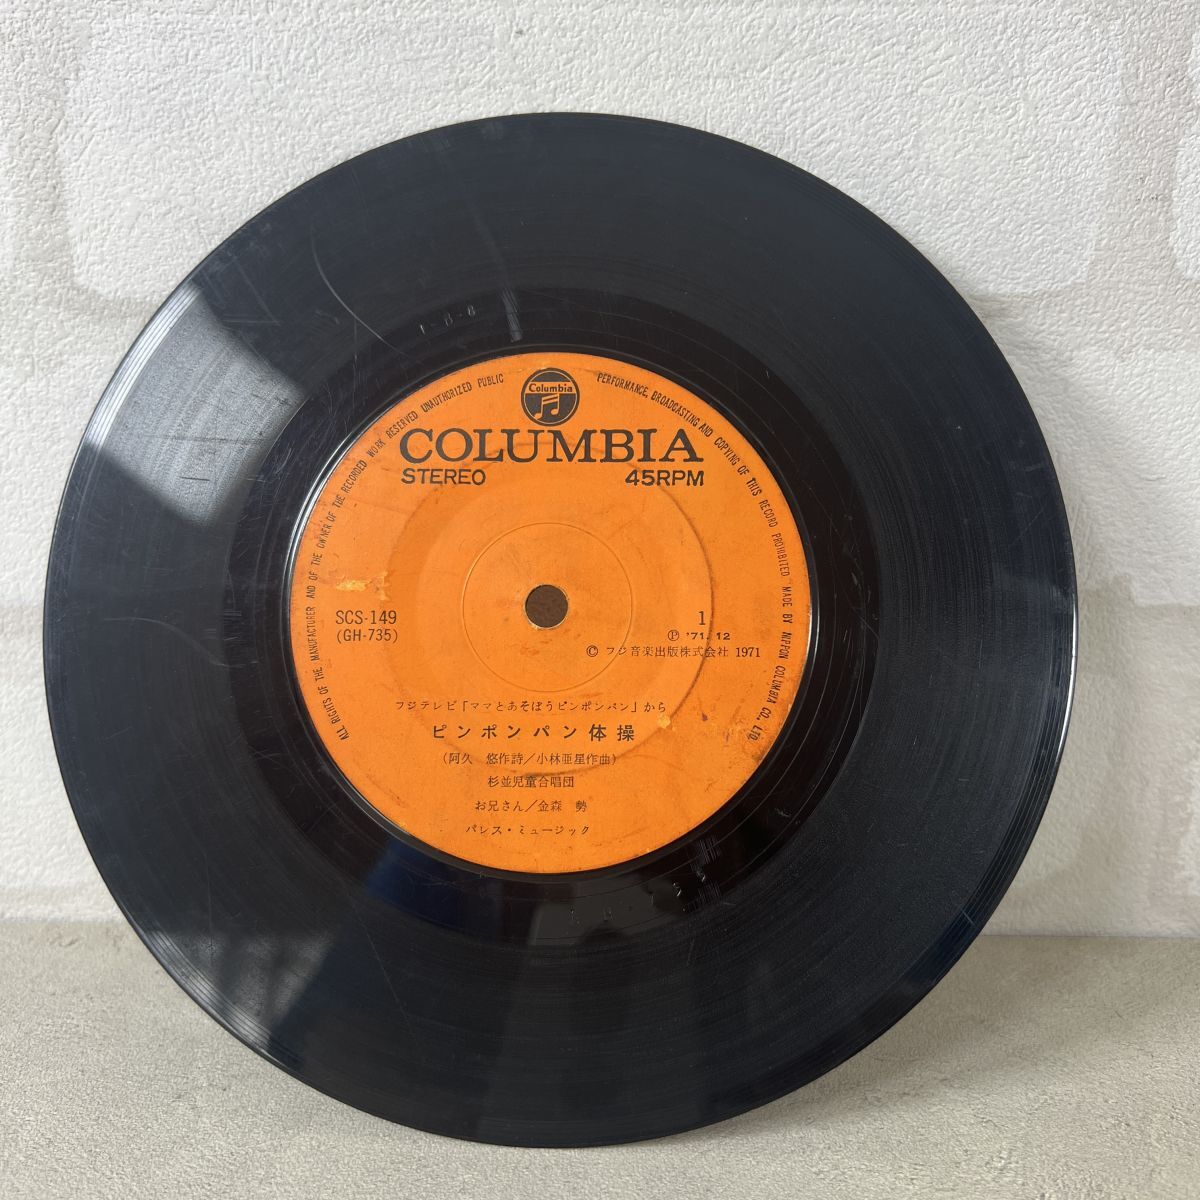 ALL RIGHTS OF THE MANUFACTURER AND OF THE OWNER OF THE RECORDED WORK RESERVED UNAUTHORIZED PUBLIC PERFORMANCE, BROADCASTING AND COPYING OF THIS RECORD PROHIBITED MADE BY NIPPON COLUMBIA CO., LTD.
Columbia
COLUMBIA
STEREO 45RPM
SCS-149 1
(GH-735) Ⓟ '71. 12
© フジ音楽出版株式会社 1971
フジテレビ「ママとあそぼうピンポンパン」から
ピンポンパン体操
(阿久 悠作詩/小林亜星作曲)
杉並児童合唱団
お兄さん/金森 勢
パレス・ミュージック
1-8-8